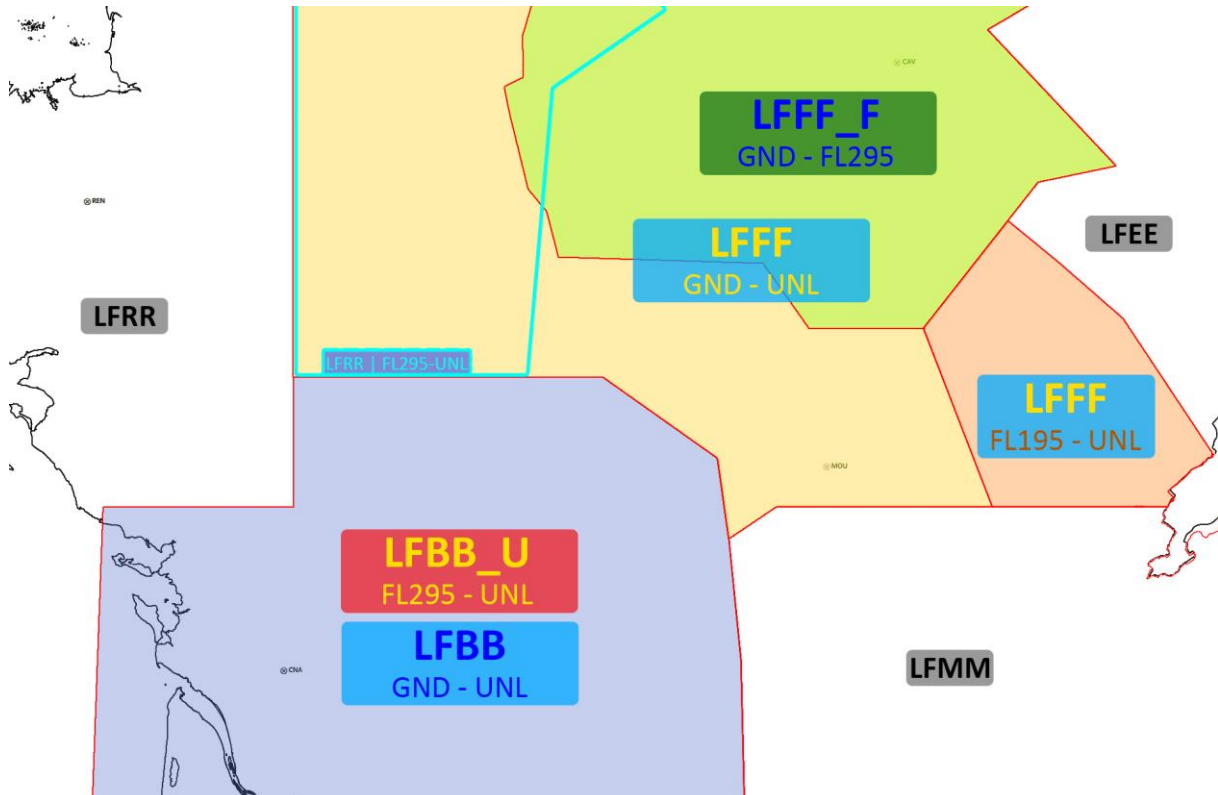 CAV
LFFF_F
GND - FL295
REN
LFFF
GND - UNL
LFEE
LFRR
LFRR | FL295-UNL
LFFF
FL195 - UNL
MOU
LFBB_U
FL295 - UNL
LFBB
GND - UNL
CNA
LFMM